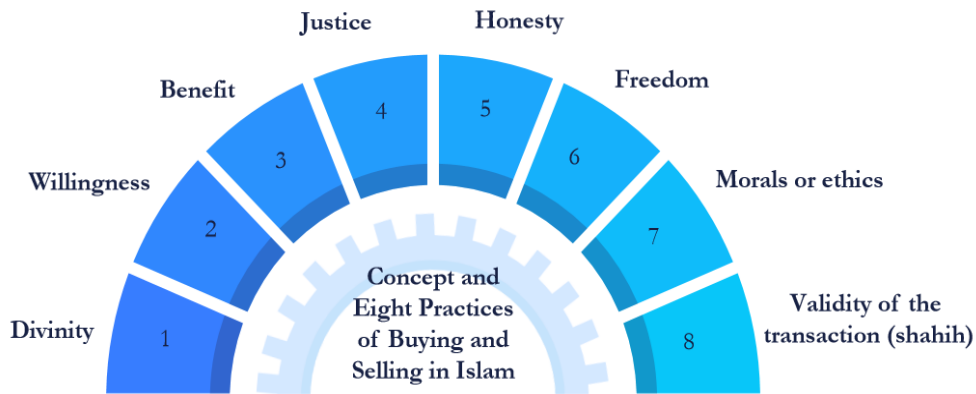 Divinity
1
Willingness
2
Benefit
3
Justice
4
Honesty
5
Freedom
6
Morals or ethics
7
Validity of the
transaction (shahih)
8
Concept and
Eight Practices
of Buying and
Selling in Islam